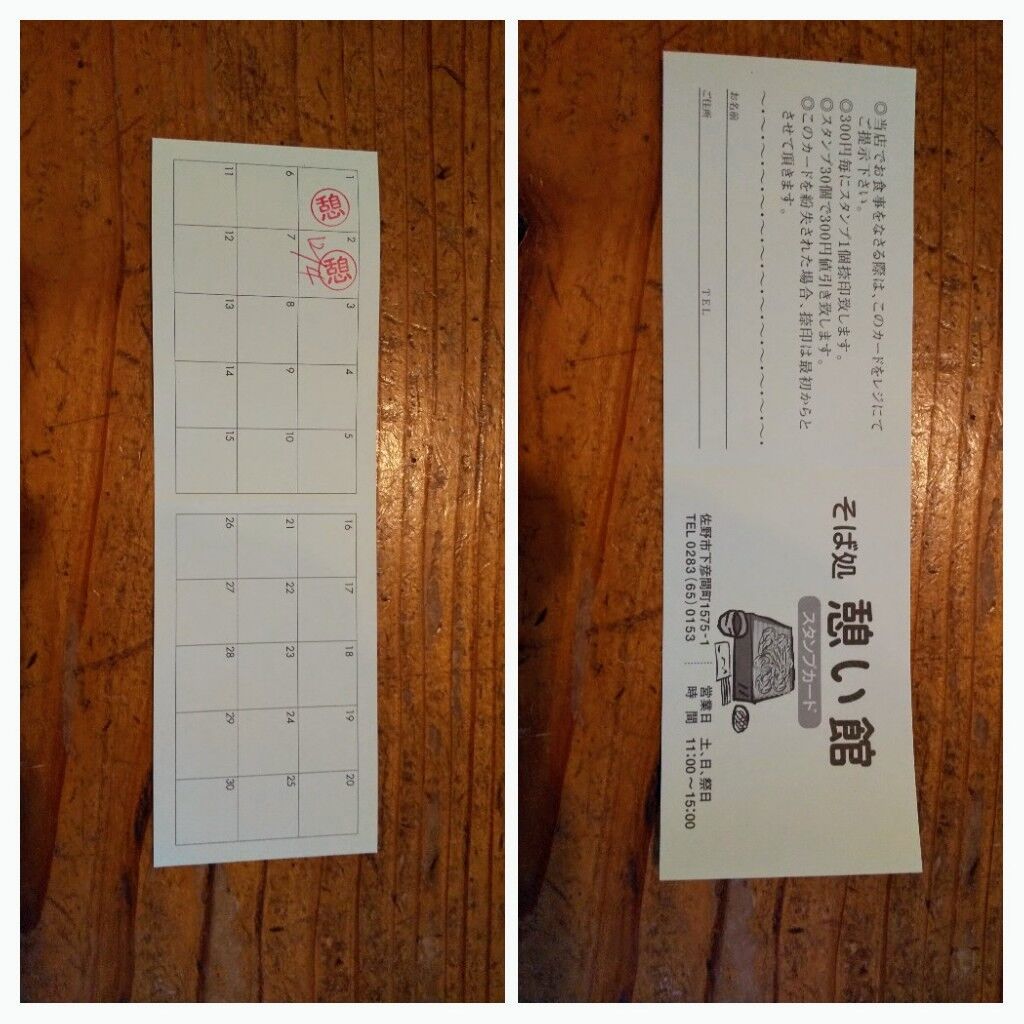 1 2 3 4 5
憩 憩
6 7 8 9 10
11 12 13 14 15
16 17 18 19 20
21 22 23 24 25
26 27 28 29 30
◎当店でお食事をなさる際は、このカードをレジにて
ご提示下さい。
◎300円毎にスタンプ1個捺印致します。
◎スタンプ30個で300円値引き致します。
◎このカードを紛失された場合、捺印は最初からと
させて頂きます。
お名前
ご住所 TEL
そば処 憩い館
スタンプカード
佐野市下彦間町1575-1 営業日 土、日、祭日
TEL 0283(65)0153 時間 11:00～15:00